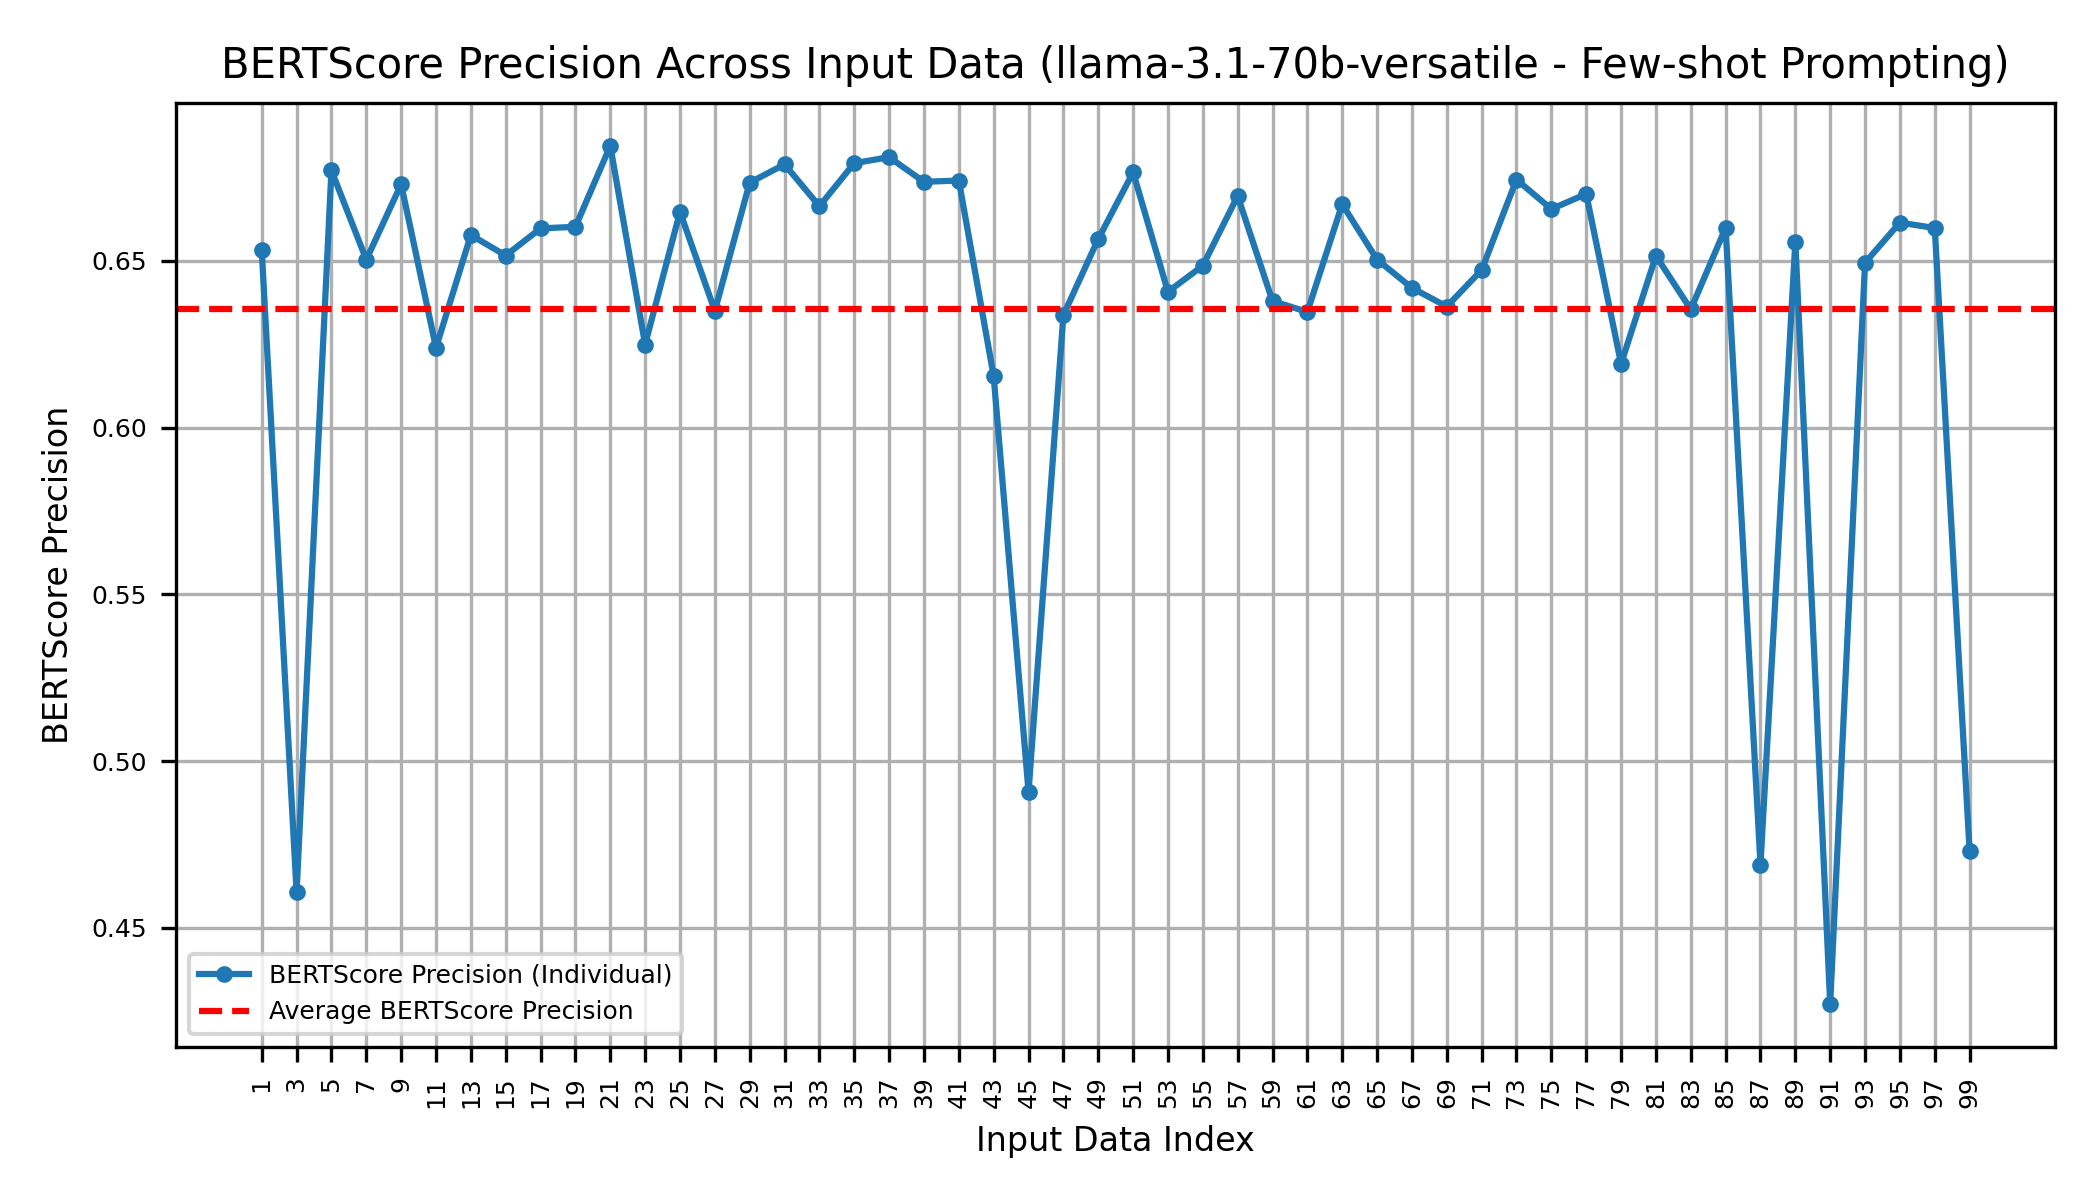 BERTScore Precision Across Input Data (llama-3.1-70b-versatile - Few-shot Prompting)
BERTScore Precision
0.65
0.60
0.55
0.50
0.45
BERTScore Precision (Individual)
Average BERTScore Precision
1 3 5 7 9 11 13 15 17 19 21 23 25 27 29 31 33 35 37 39 41 43 45 47 49 51 53 55 57 59 61 63 65 67 69 71 73 75 77 79 81 83 85 87 89 91 93 95 97 99
Input Data Index